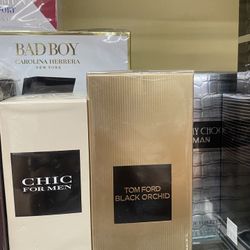 BAD BOY
CAROLINA HERRERA
NEW YORK
CHIC
FOR MEN
TOM FORD
BLACK ORCHID
MAN